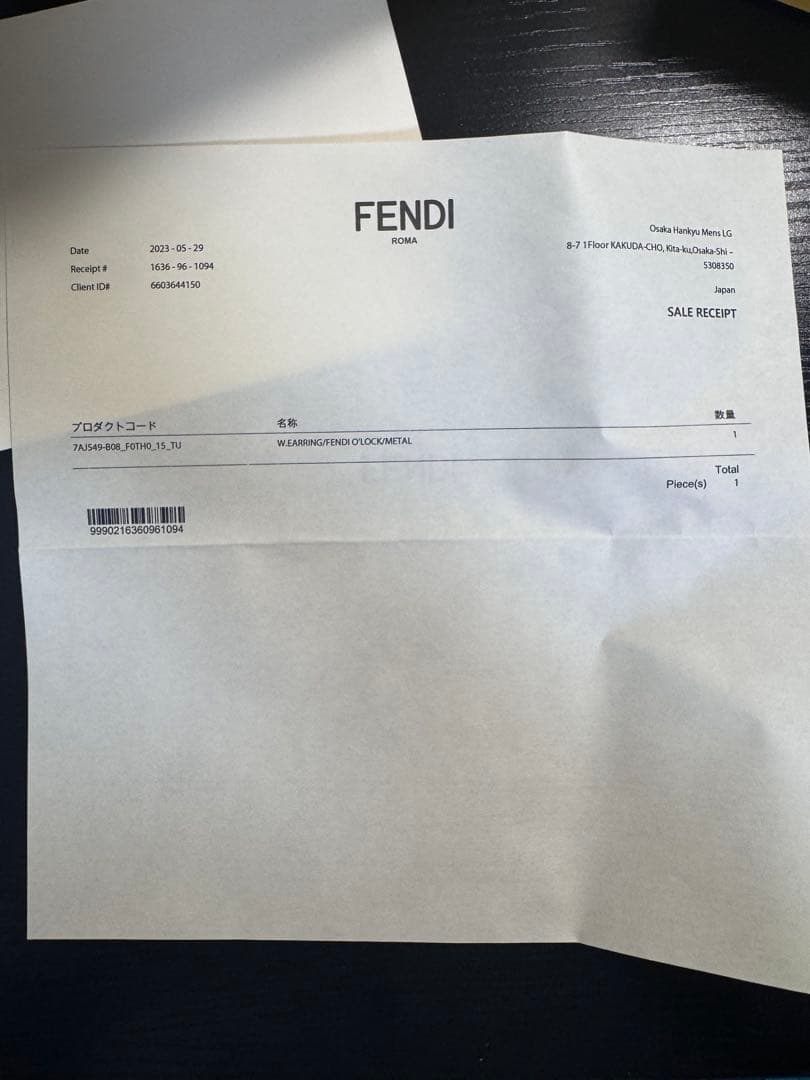 FENDI
ROMA
Date 2023-05-29
Receipt # 1636-96-1094
Client ID# 6603644150
Osaka Hankyu Mens LG
8-7 1Floor KAKUDA-CHO, Kita-ku,Osaka-Shi -
5308350
Japan
SALE RECEIPT
プロダクトコード 名称 数量
7AJ549-B08_F0TH0_15_TU W.EARRING/FENDI O'LOCK/METAL 1
Total
Piece(s) 1
9990216360961094